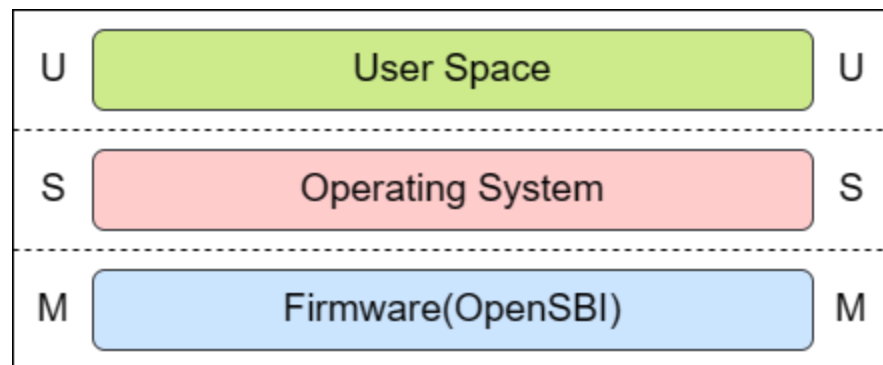 U User Space U
S Operating System S
M Firmware(OpenSBI) M